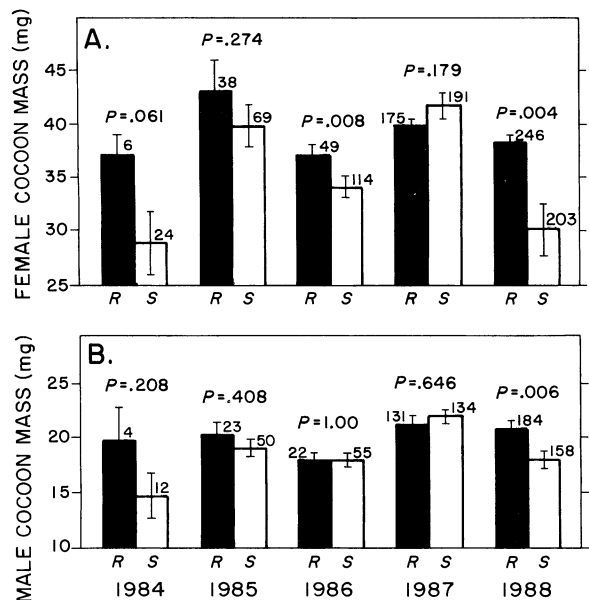 A.
FEMALE COCOON MASS (mg)
45
40
35
30
25
P=.061
6
24
P=.274
38
69
P=.008
49
114
P=.179
175
191
P=.004
246
203
R S R S R S R S R S
B.
MALE COCOON MASS (mg)
25
20
15
10
P=.208
4
12
P=.408
23
50
P=1.00
22
55
P=.646
131
134
P=.006
184
158
R S R S R S R S R S
1984 1985 1986 1987 1988